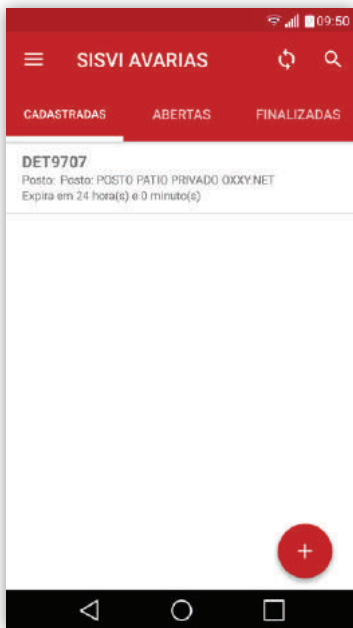 09:50
SISVI AVARIAS
CADASTRADAS ABERTAS FINALIZADAS
DET9707
Posto: Posto: POSTO PATIO PRIVADO OXXY.NET
Expira em 24 hora(s) e 0 minuto(s)
+